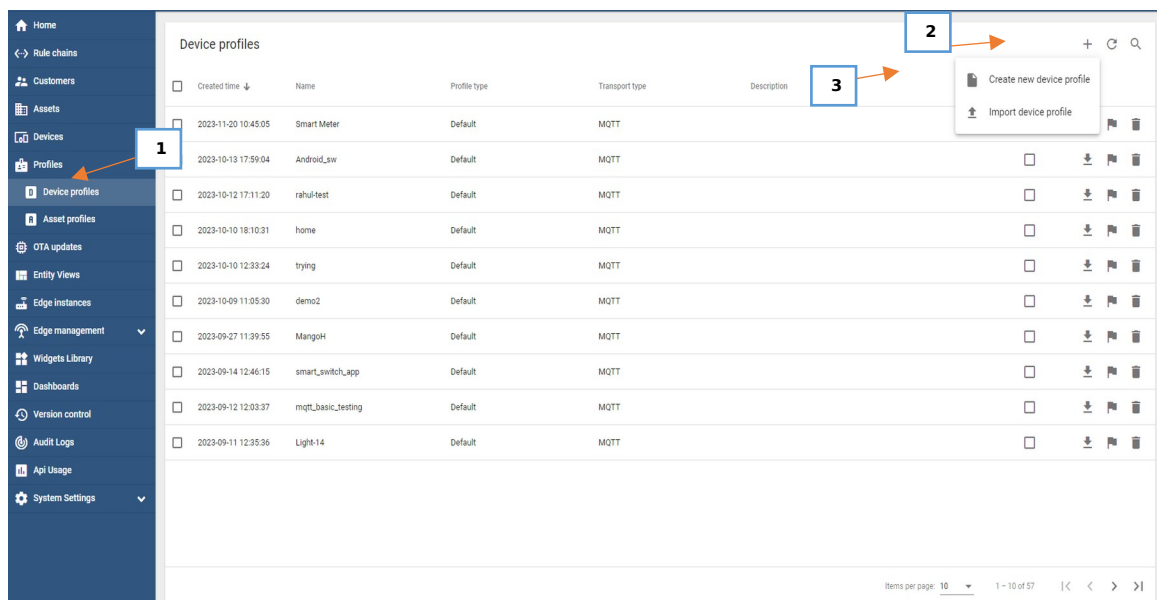 Home
Rule chains
Customers
Assets
Devices
Profiles
D Device profiles
A Asset profiles
OTA updates
Entity Views
Edge instances
Edge management
Widgets Library
Dashboards
Version control
Audit Logs
Api Usage
System Settings
1
2
3
Device profiles
Create new device profile
Import device profile
Created time Name Profile type Transport type Description
2023-11-20 10:45:05 Smart Meter Default MQTT
2023-10-13 17:59:04 Android_sw Default MQTT
2023-10-12 17:11:20 rahul-test Default MQTT
2023-10-10 18:10:31 home Default MQTT
2023-10-10 12:33:24 trying Default MQTT
2023-10-09 11:05:30 demo2 Default MQTT
2023-09-27 11:39:55 MangoH Default MQTT
2023-09-14 12:46:15 smart_switch_app Default MQTT
2023-09-12 12:03:37 mqtt_basic_testing Default MQTT
2023-09-11 12:35:36 Light-14 Default MQTT
Items per page: 10 1 – 10 of 57